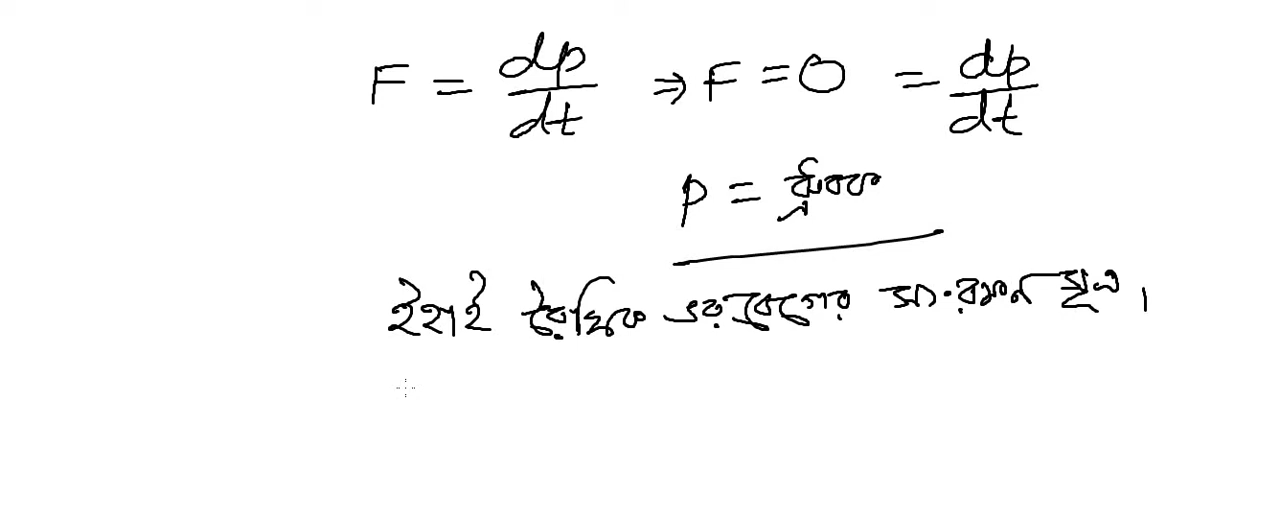 F = dp/dt ⇒ F = 0 = dp/dt
p = ধ্রুবক
ইহাই রৈখিক ভরবেগের সংরক্ষণ সূত্র।